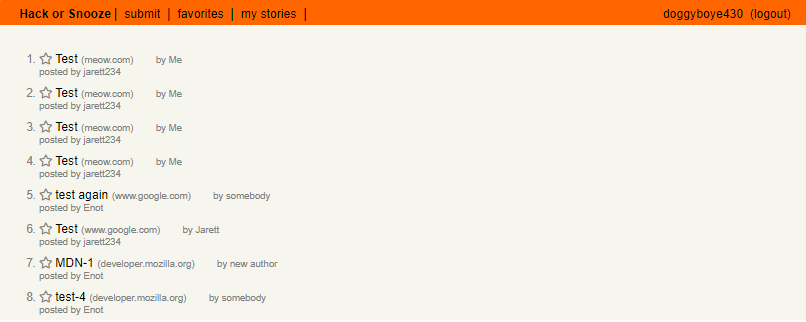 Hack or Snooze | submit | favorites | my stories | doggyboye430 (logout)
1. Test (meow.com) by Me
posted by jarett234
2. Test (meow.com) by Me
posted by jarett234
3. Test (meow.com) by Me
posted by jarett234
4. Test (meow.com) by Me
posted by jarett234
5. test again (www.google.com) by somebody
posted by Enot
6. Test (www.google.com) by Jarett
posted by jarett234
7. MDN-1 (developer.mozilla.org) by new author
posted by Enot
8. test-4 (developer.mozilla.org) by somebody
posted by Enot